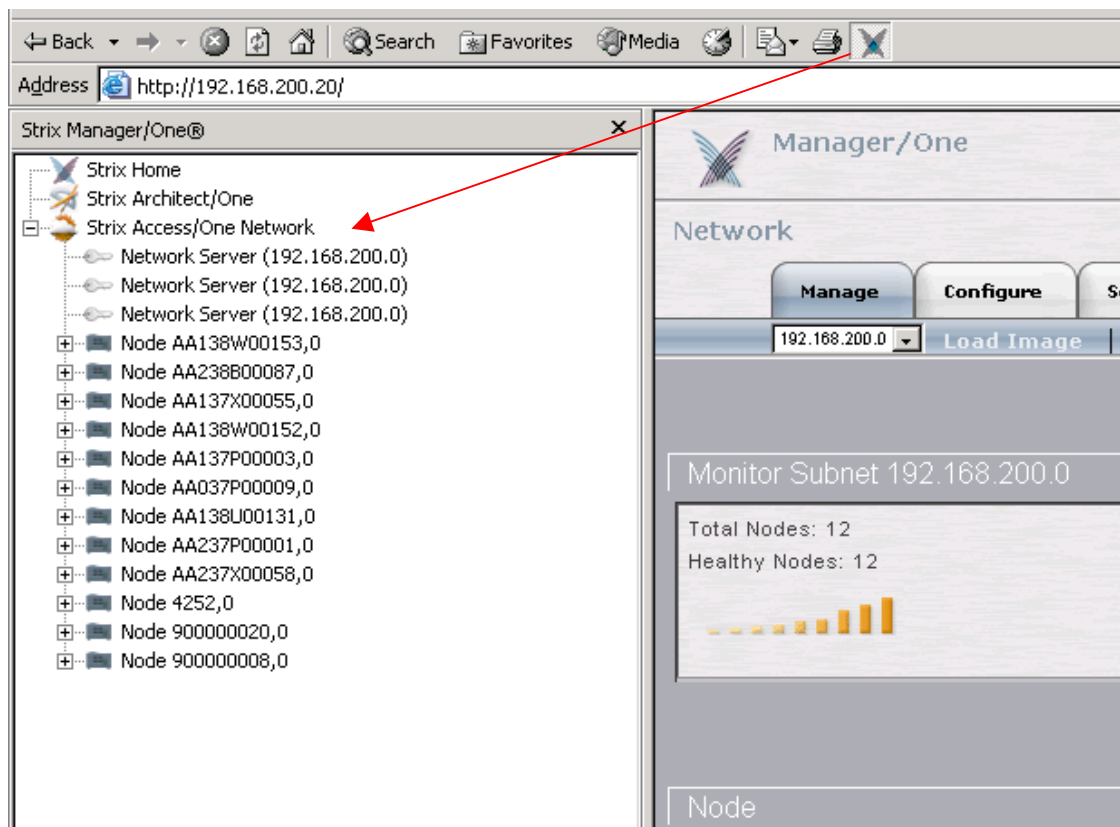 Back Search Favorites Media
Address http://192.168.200.20/
Strix Manager/One®
Strix Home
Strix Architect/One
Strix Access/One Network
Network Server (192.168.200.0)
Network Server (192.168.200.0)
Network Server (192.168.200.0)
Node AA138W00153,0
Node AA238B00087,0
Node AA137X00055,0
Node AA138W00152,0
Node AA137P00003,0
Node AA037P00009,0
Node AA138U00131,0
Node AA237P00001,0
Node AA237X00058,0
Node 4252,0
Node 900000020,0
Node 900000008,0
Manager/One
Network
Manage Configure
192.168.200.0 Load Image
Monitor Subnet 192.168.200.0
Total Nodes: 12
Healthy Nodes: 12
Node